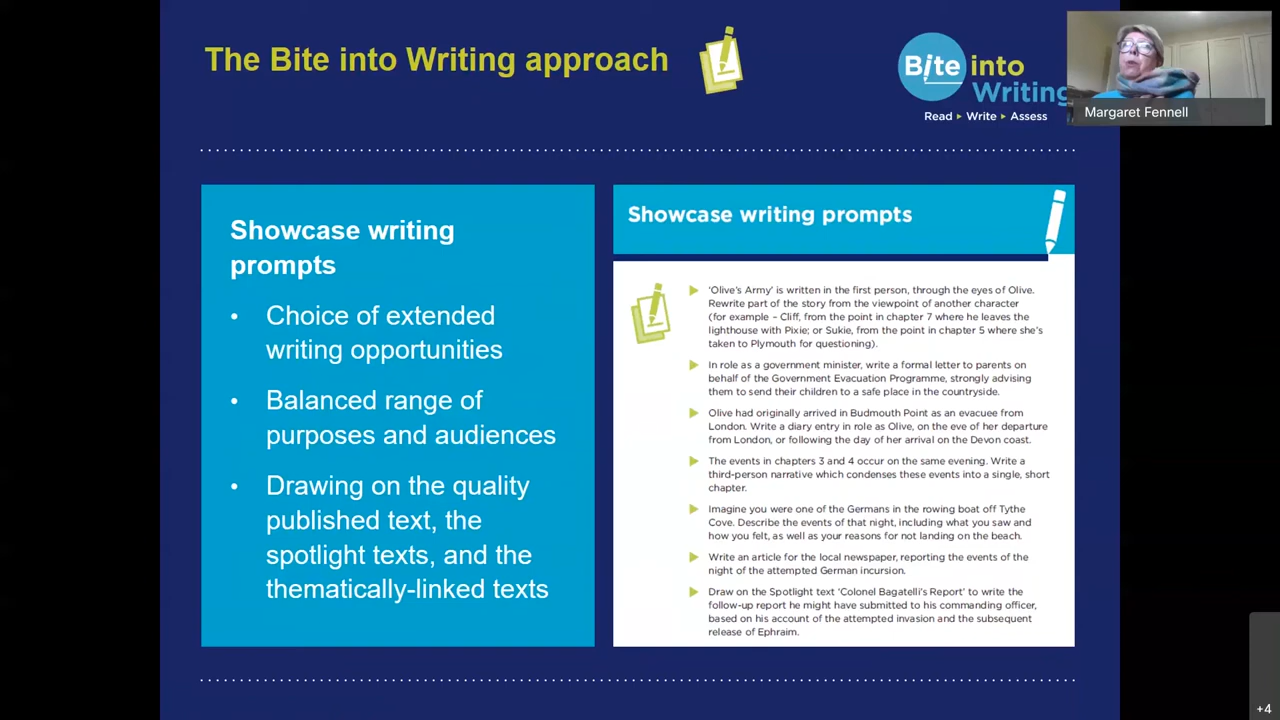 The Bite into Writing approach
Bite into
Writing
Read ▸ Write ▸ Assess
Margaret Fennell
Showcase writing
prompts
• Choice of extended
writing opportunities
• Balanced range of
purposes and audiences
• Drawing on the quality
published text, the
spotlight texts, and the
thematically-linked texts
Showcase writing prompts
‘Olive’s Army’ is written in the first person, through the eyes of Olive.
Rewrite part of the story from the viewpoint of another character
(for example – Cliff, from the point in chapter 7 where he leaves the
lighthouse with Pixie; or Sukie, from the point in chapter 5 where she’s
taken to Plymouth for questioning).
In role as a government minister, write a formal letter to parents on
behalf of the Government Evacuation Programme, strongly advising
them to send their children to a safe place in the countryside.
Olive had originally arrived in Budmouth Point as an evacuee from
London. Write a diary entry in role as Olive, on the eve of her departure
from London, or following the day of her arrival on the Devon coast.
The events in chapters 3 and 4 occur on the same evening. Write a
third-person narrative which condenses these events into a single, short
chapter.
Imagine you were one of the Germans in the rowing boat off Tythe
Cove. Describe the events of that night, including what you saw and
how you felt, as well as your reasons for not landing on the beach.
Write an article for the local newspaper, reporting the events of the
night of the attempted German incursion.
Draw on the Spotlight text ‘Colonel Bagatelli’s Report’ to write the
follow-up report he might have submitted to his commanding officer,
based on his account of the attempted invasion and the subsequent
release of Ephraim.
+4